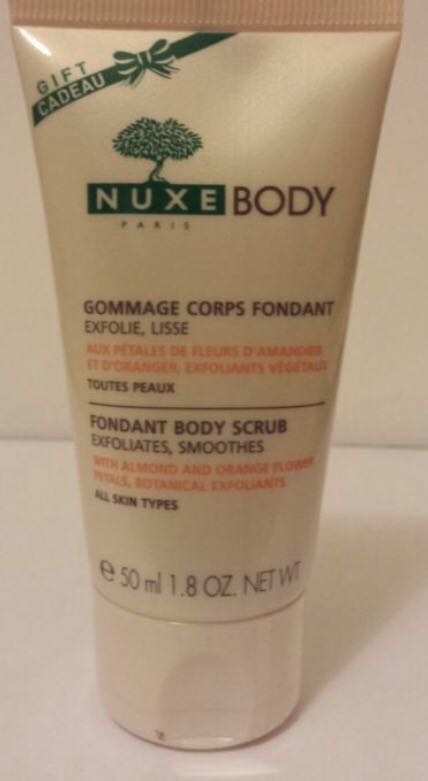 GIFT
CADEAU
NUXE BODY
PARIS
GOMMAGE CORPS FONDANT
EXFOLIE, LISSE
AUX PÉTALES DE FLEURS D'AMANDIER
ET D'ORANGER, EXFOLIANTS VÉGÉTAUX
TOUTES PEAUX
FONDANT BODY SCRUB
EXFOLIATES, SMOOTHES
WITH ALMOND AND ORANGE FLOWER
PETALS, BOTANICAL EXFOLIANTS
ALL SKIN TYPES
e 50 ml 1.8 OZ. NET WT